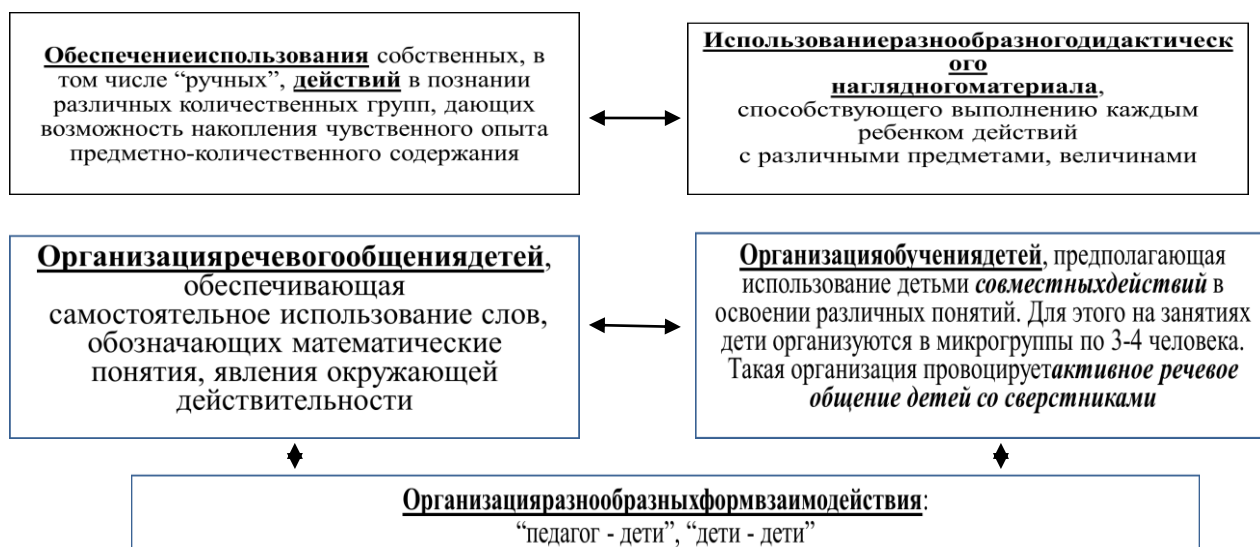 Обеспечениеиспользования собственных, в
том числе “ручных”, действий в познании
различных количественных групп, дающих
возможность накопления чувственного опыта
предметно-количественного содержания
Использованиеразнообразногодидактическ
ого
наглядногоматериала,
способствующего выполнению каждым
ребенком действий
с различными предметами, величинами
Организацияречевогообщениядетей,
обеспечивающая
самостоятельное использование слов,
обозначающих математические
понятия, явления окружающей
действительности
Организацияобучениядетей, предполагающая
использование детьми совместныхдействий в
освоении различных понятий. Для этого на занятиях
дети организуются в микрогруппы по 3-4 человека.
Такая организация провоцируетактивное речевое
общение детей со сверстниками
Организацияразнообразныхформвзаимодействия:
“педагог - дети”, “дети - дети”